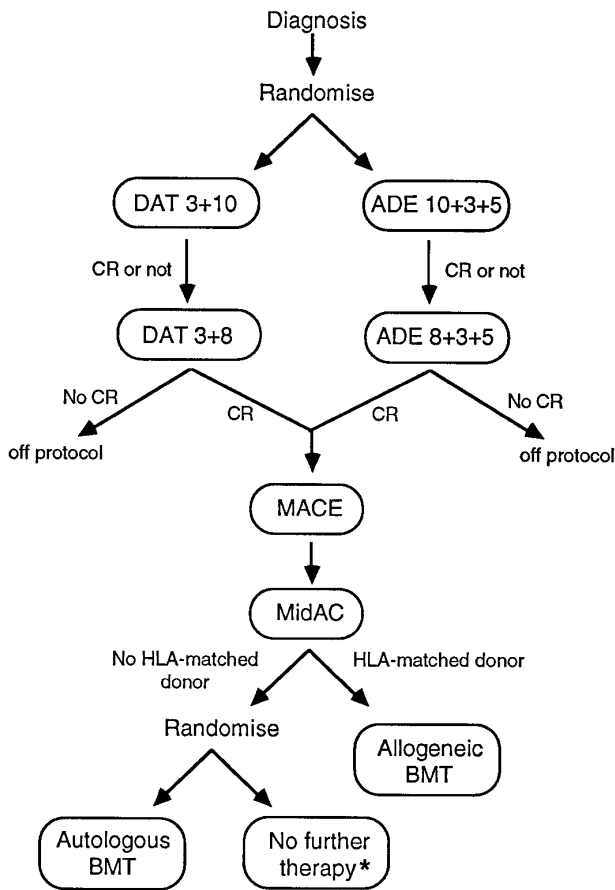 Diagnosis
Randomise
DAT 3+10
ADE 10+3+5
CR or not
CR or not
DAT 3+8
ADE 8+3+5
No CR
CR
CR
No CR
off protocol
off protocol
MACE
MidAC
No HLA-matched
donor
HLA-matched donor
Randomise
Allogeneic
BMT
Autologous
BMT
No further
therapy*